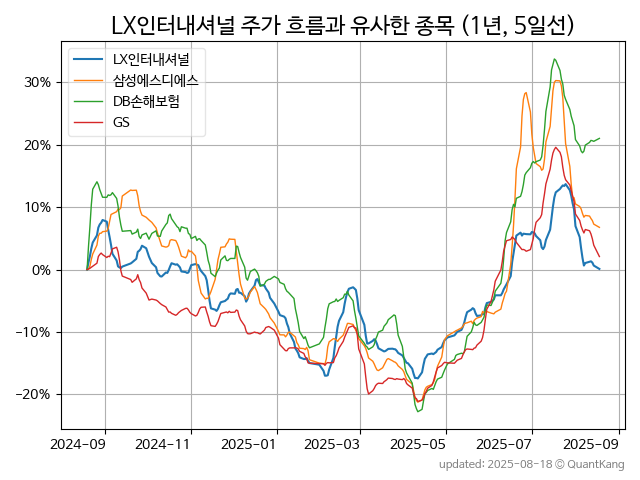 LX인터내셔널 주가 흐름과 유사한 종목 (1년, 5일선)
LX인터내셔널
삼성에스디에스
DB손해보험
GS
30%
20%
10%
0%
−10%
−20%
2024-09 2024-11 2025-01 2025-03 2025-05 2025-07 2025-09
updated: 2025-08-18 © QuantKang